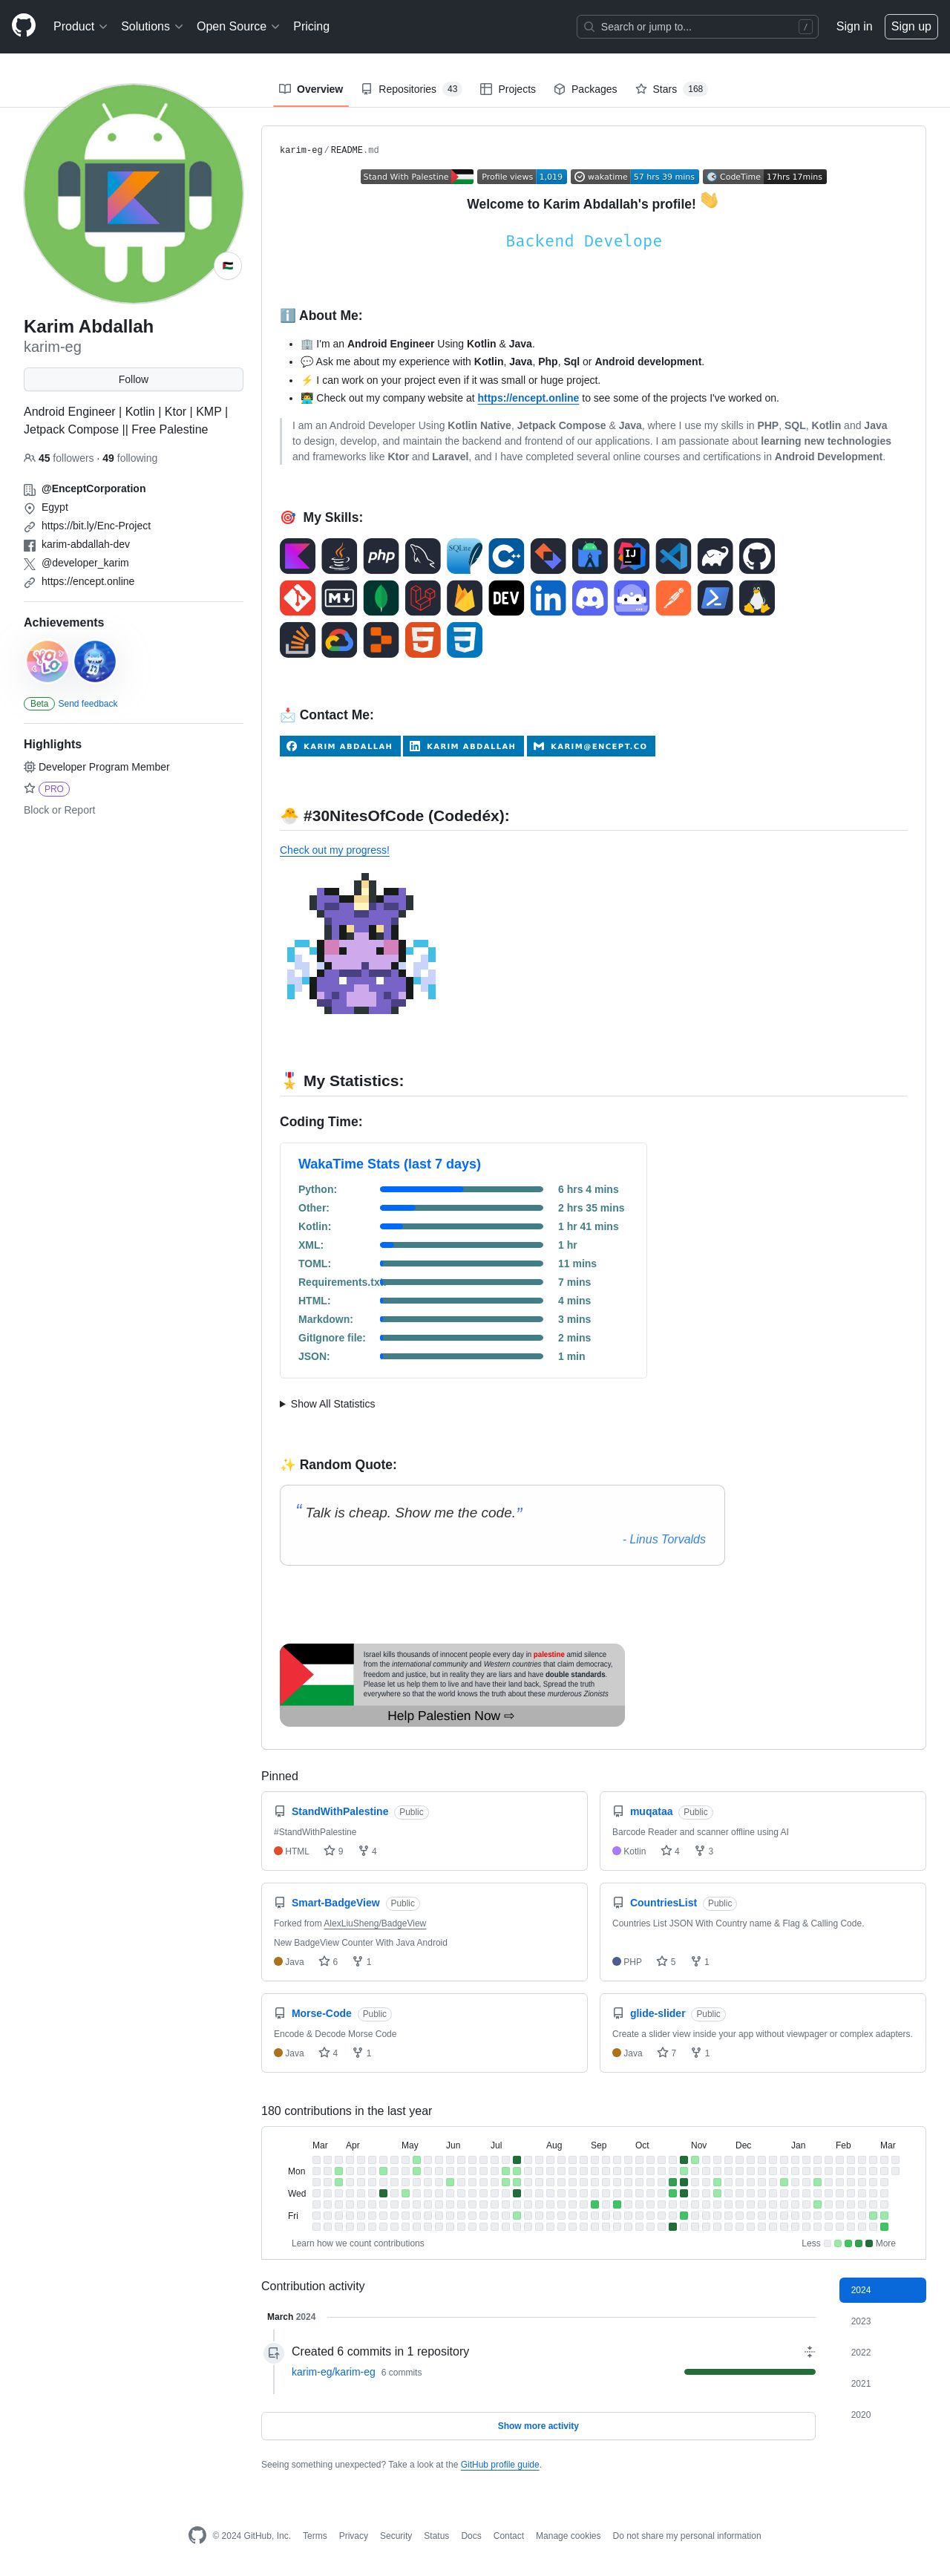 Product Solutions Open Source Pricing Search or jump to... / Sign in Sign up
Overview Repositories 43 Projects Packages Stars 168
Karim Abdallah
karim-eg
Follow
Android Engineer | Kotlin | Ktor | KMP |
Jetpack Compose || Free Palestine
45 followers · 49 following
@EnceptCorporation
Egypt
https://bit.ly/Enc-Project
karim-abdallah-dev
@developer_karim
https://encept.online
Achievements
Beta Send feedback
Highlights
Developer Program Member
PRO
Block or Report
karim-eg/README.md
Stand With Palestine Profile views 1,019 wakatime 57 hrs 39 mins CodeTime 17hrs 17mins
Welcome to Karim Abdallah's profile! 👋
Backend Develope
ℹ️ About Me:
🏢 I'm an Android Engineer Using Kotlin & Java.
💬 Ask me about my experience with Kotlin, Java, Php, Sql or Android development.
⚡ I can work on your project even if it was small or huge project.
👨‍💻 Check out my company website at https://encept.online to see some of the projects I've worked on.
I am an Android Developer Using Kotlin Native, Jetpack Compose & Java, where I use my skills in PHP, SQL, Kotlin and Java
to design, develop, and maintain the backend and frontend of our applications. I am passionate about learning new technologies
and frameworks like Ktor and Laravel, and I have completed several online courses and certifications in Android Development.
🎯 My Skills:
php SQLite C++ IJ
M DEV in
📩 Contact Me:
KARIM ABDALLAH KARIM ABDALLAH KARIM@ENCEPT.CO
🐣 #30NitesOfCode (Codedéx):
Check out my progress!
🎖️ My Statistics:
Coding Time:
WakaTime Stats (last 7 days)
Python: 6 hrs 4 mins
Other: 2 hrs 35 mins
Kotlin: 1 hr 41 mins
XML: 1 hr
TOML: 11 mins
Requirements.txt: 7 mins
HTML: 4 mins
Markdown: 3 mins
GitIgnore file: 2 mins
JSON: 1 min
Show All Statistics
✨ Random Quote:
“ Talk is cheap. Show me the code.”
- Linus Torvalds
Israel kills thousands of innocent people every day in palestine amid silence
from the international community and Western countries that claim democracy,
freedom and justice, but in reality they are liars and have double standards.
Please let us help them to live and have their land back, Spread the truth
everywhere so that the world knows the truth about these murderous Zionists
Help Palestien Now ⇨
Pinned
StandWithPalestine Public
#StandWithPalestine
HTML 9 4
muqataa Public
Barcode Reader and scanner offline using AI
Kotlin 4 3
Smart-BadgeView Public
Forked from AlexLiuSheng/BadgeView
New BadgeView Counter With Java Android
Java 6 1
CountriesList Public
Countries List JSON With Country name & Flag & Calling Code.
PHP 5 1
Morse-Code Public
Encode & Decode Morse Code
Java 4 1
glide-slider Public
Create a slider view inside your app without viewpager or complex adapters.
Java 7 1
180 contributions in the last year
Mar Apr May Jun Jul Aug Sep Oct Nov Dec Jan Feb Mar
Mon
Wed
Fri
Learn how we count contributions Less More
Contribution activity
March 2024
Created 6 commits in 1 repository
karim-eg/karim-eg 6 commits
Show more activity
Seeing something unexpected? Take a look at the GitHub profile guide.
2024
2023
2022
2021
2020
© 2024 GitHub, Inc. Terms Privacy Security Status Docs Contact Manage cookies Do not share my personal information